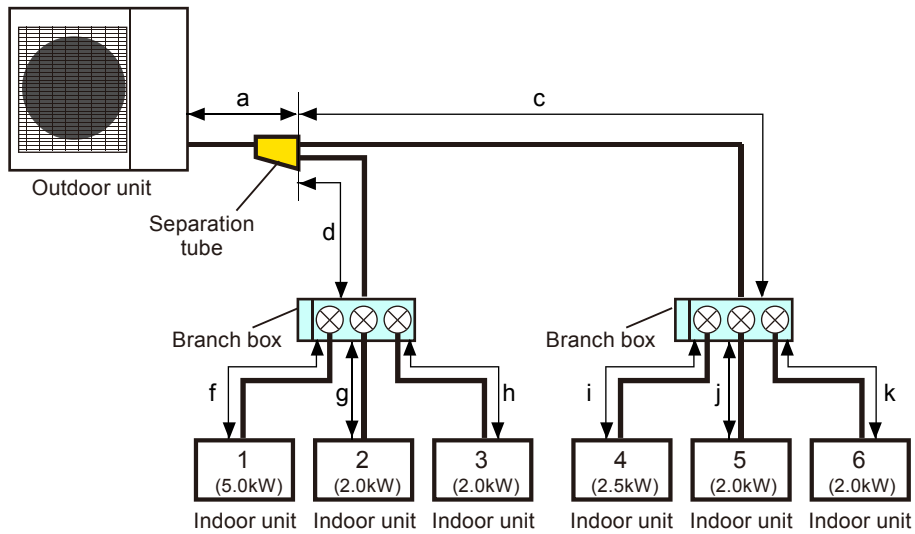 a
c
Outdoor unit
Separation
tube
d
Branch box
Branch box
f
g
h
i
j
k
1
(5.0kW)
2
(2.0kW)
3
(2.0kW)
4
(2.5kW)
5
(2.0kW)
6
(2.0kW)
Indoor unit
Indoor unit
Indoor unit
Indoor unit
Indoor unit
Indoor unit